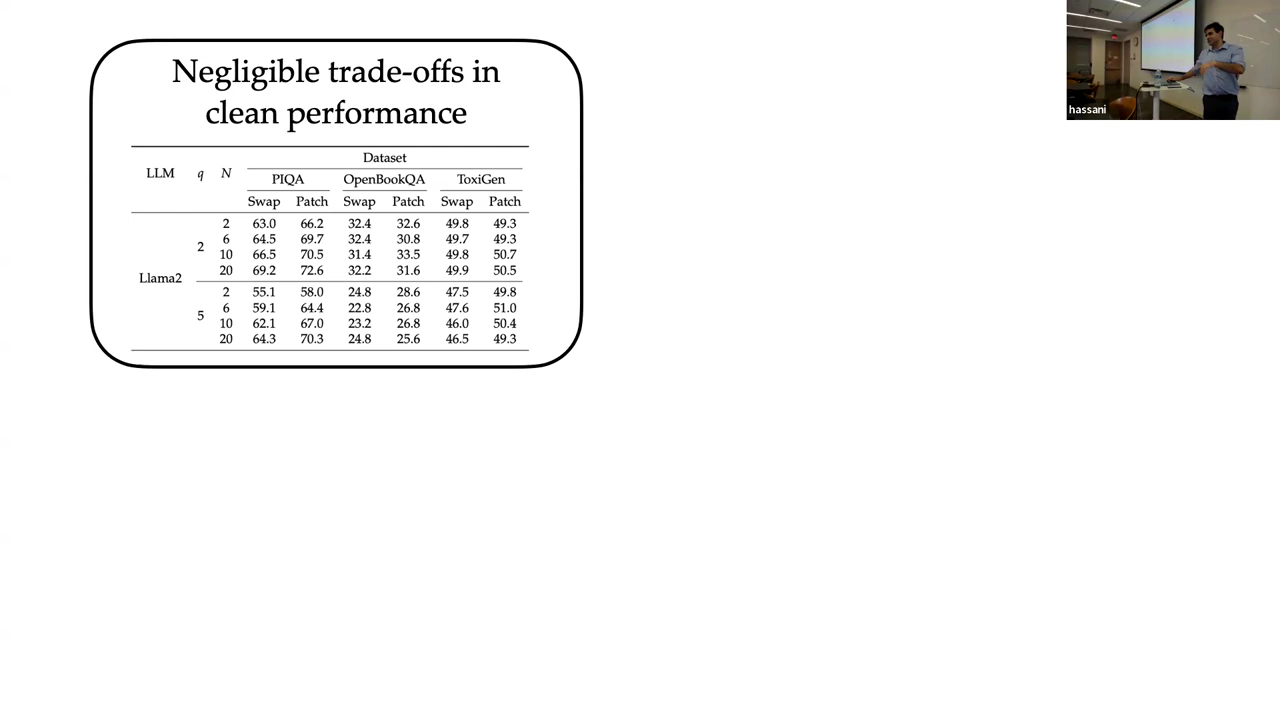 Negligible trade-offs in
clean performance
Dataset
LLM q N
PIQA OpenBookQA ToxiGen
Swap Patch Swap Patch Swap Patch
2 63.0 66.2 32.4 32.6 49.8 49.3
6 64.5 69.7 32.4 30.8 49.7 49.3
2
10 66.5 70.5 31.4 33.5 49.8 50.7
20 69.2 72.6 32.2 31.6 49.9 50.5
Llama2
2 55.1 58.0 24.8 28.6 47.5 49.8
6 59.1 64.4 22.8 26.8 47.6 51.0
5
10 62.1 67.0 23.2 26.8 46.0 50.4
20 64.3 70.3 24.8 25.6 46.5 49.3
hassani